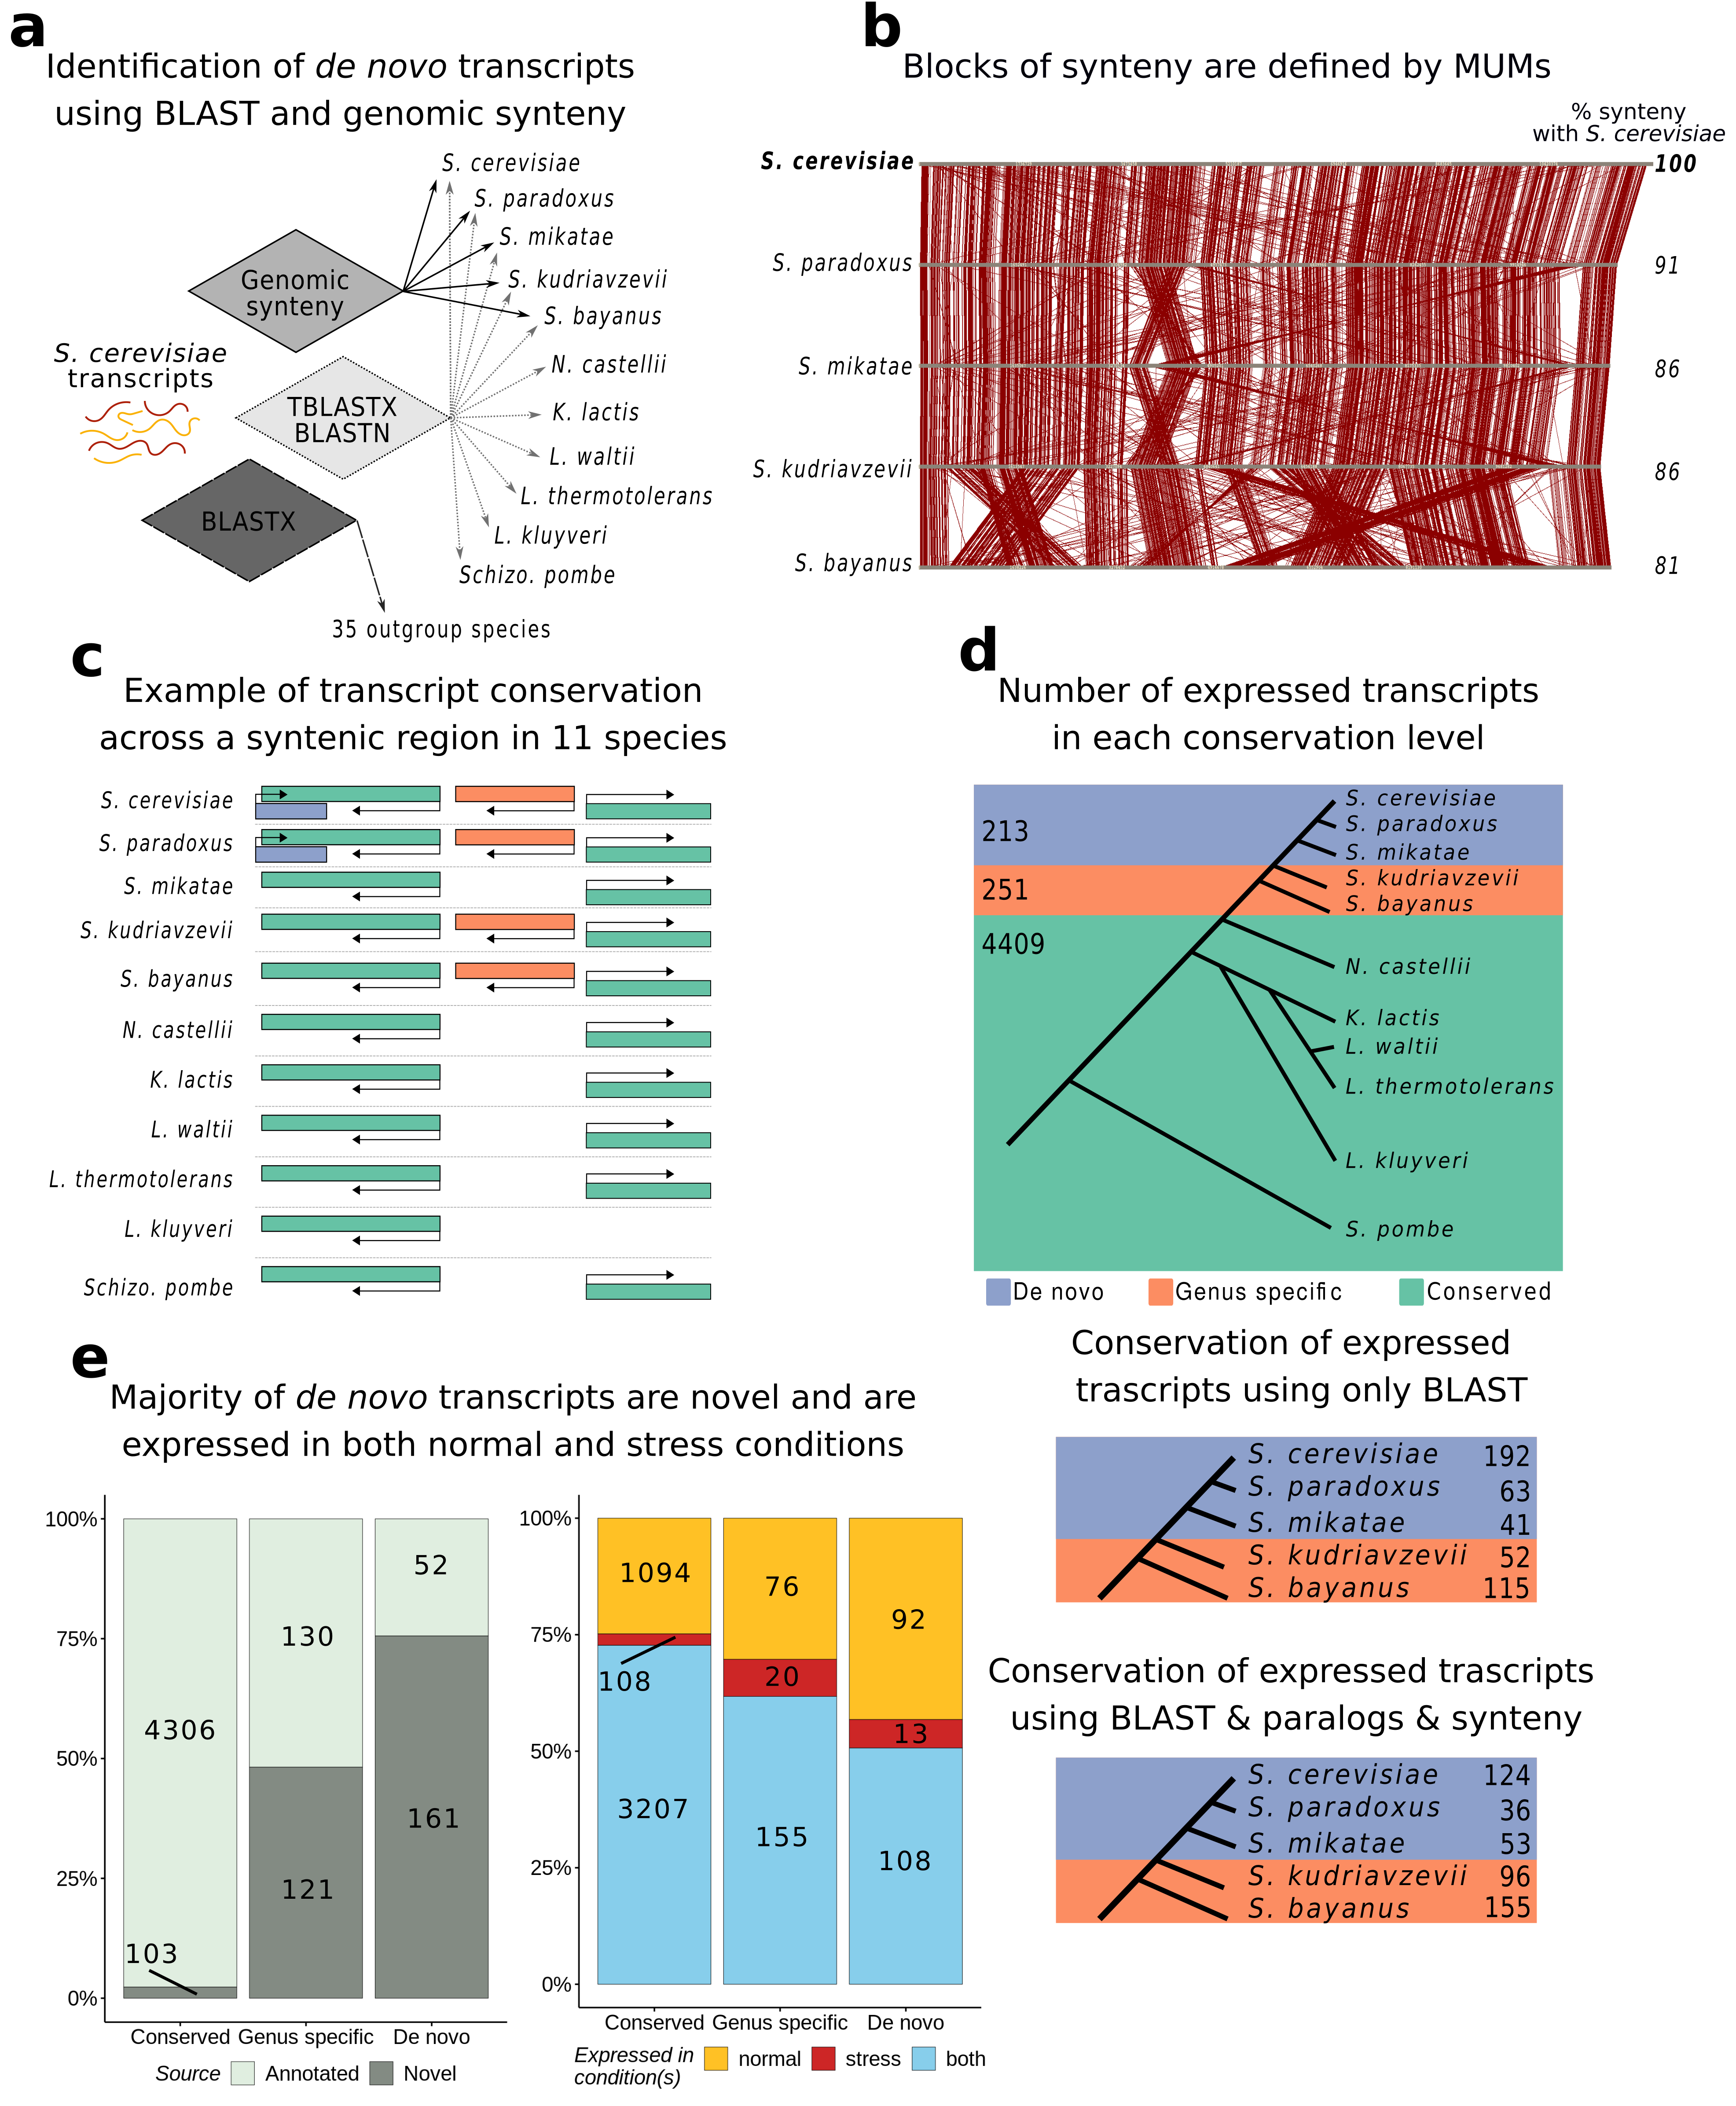 a
Identification of de novo transcripts
using BLAST and genomic synteny
S. cerevisiae
S. paradoxus
S. mikatae
S. kudriavzevii
S. bayanus
N. castellii
K. lactis
L. waltii
L. thermotolerans
L. kluyveri
Schizo. pombe
Genomic
synteny
S. cerevisiae
transcripts
TBLASTX
BLASTN
BLASTX
35 outgroup species
b
Blocks of synteny are defined by MUMs
% synteny
with S. cerevisiae
S. cerevisiae 100
S. paradoxus 91
S. mikatae 86
S. kudriavzevii 86
S. bayanus 81
c
Example of transcript conservation
across a syntenic region in 11 species
S. cerevisiae
S. paradoxus
S. mikatae
S. kudriavzevii
S. bayanus
N. castellii
K. lactis
L. waltii
L. thermotolerans
L. kluyveri
Schizo. pombe
d
Number of expressed transcripts
in each conservation level
213
251
4409
S. cerevisiae
S. paradoxus
S. mikatae
S. kudriavzevii
S. bayanus
N. castellii
K. lactis
L. waltii
L. thermotolerans
L. kluyveri
S. pombe
De novo Genus specific Conserved
Conservation of expressed
trascripts using only BLAST
S. cerevisiae 192
S. paradoxus 63
S. mikatae 41
S. kudriavzevii 52
S. bayanus 115
Conservation of expressed trascripts
using BLAST & paralogs & synteny
S. cerevisiae 124
S. paradoxus 36
S. mikatae 53
S. kudriavzevii 96
S. bayanus 155
e
Majority of de novo transcripts are novel and are
expressed in both normal and stress conditions
100%
75%
50%
25%
0%
4306
103
130
121
52
161
Conserved Genus specific De novo
Source Annotated Novel
100%
75%
50%
25%
0%
1094
108
3207
76
20
155
92
13
108
Conserved Genus specific De novo
Expressed in
condition(s)
normal stress both